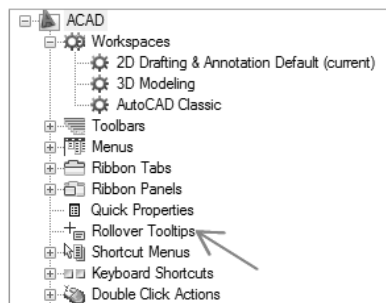 ACAD
Workspaces
2D Drafting & Annotation Default (current)
3D Modeling
AutoCAD Classic
Toolbars
Menus
Ribbon Tabs
Ribbon Panels
Quick Properties
Rollover Tooltips
Shortcut Menus
Keyboard Shortcuts
Double Click Actions